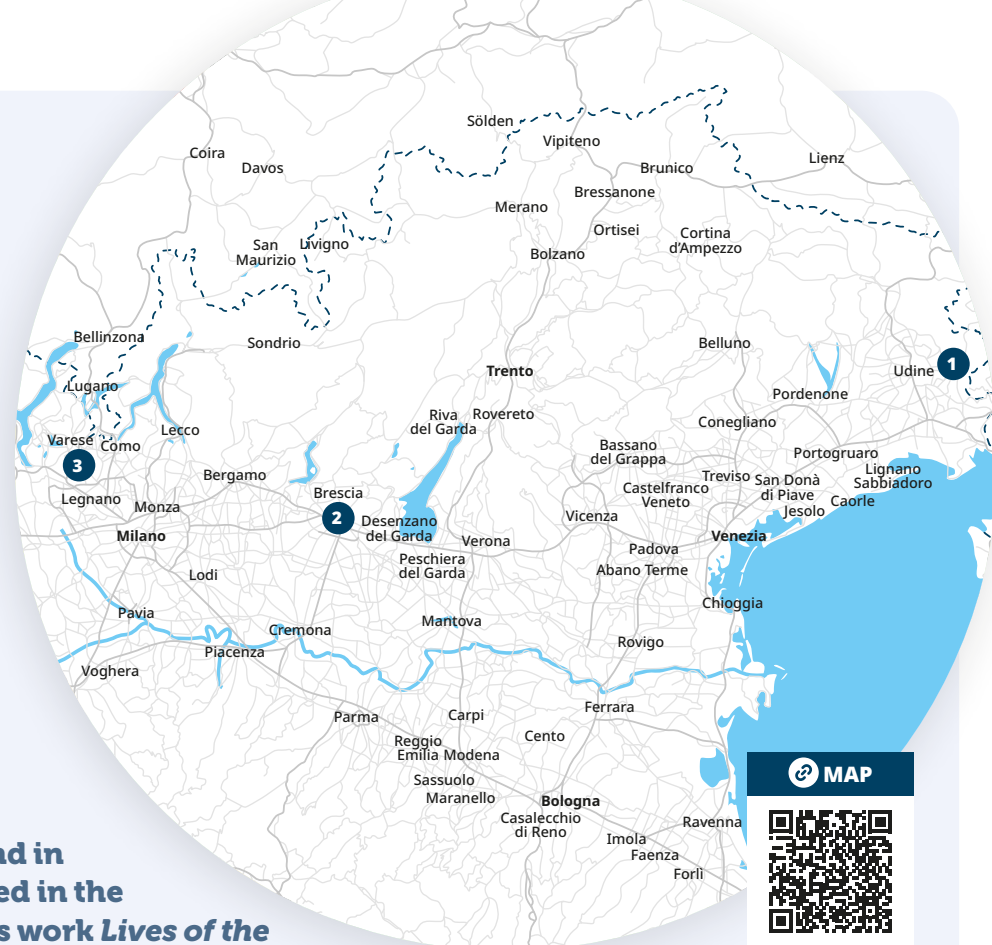 Sölden
Vipiteno
Coira
Davos
Brunico
Lienz
Bressanone
Merano
Ortisei
Cortina
d'Ampezzo
San
Maurizio
Livigno
Bolzano
Bellinzona
Sondrio
Belluno
Trento
Udine
1
Lugano
Pordenone
Riva
del Garda
Rovereto
Conegliano
Lecco
Varese
Como
Bassano
del Grappa
Portogruaro
3
Bergamo
Treviso
San Donà
di Piave
Lignano
Sabbiadoro
Castelfranco
Veneto
Legnano
Monza
Brescia
Caorle
Jesolo
2
Desenzano
del Garda
Vicenza
Milano
Verona
Venezia
Padova
Peschiera
del Garda
Abano Terme
Lodi
Chioggia
Pavia
Mantova
Cremona
Rovigo
Piacenza
Voghera
Ferrara
Parma
Carpi
Cento
Reggio
Emilia
Modena
Sassuolo
Maranello
Bologna
Casalecchio
di Reno
Ravenna
Imola
Faenza
Forlì
MAP
d in
ed in the
s work Lives of the